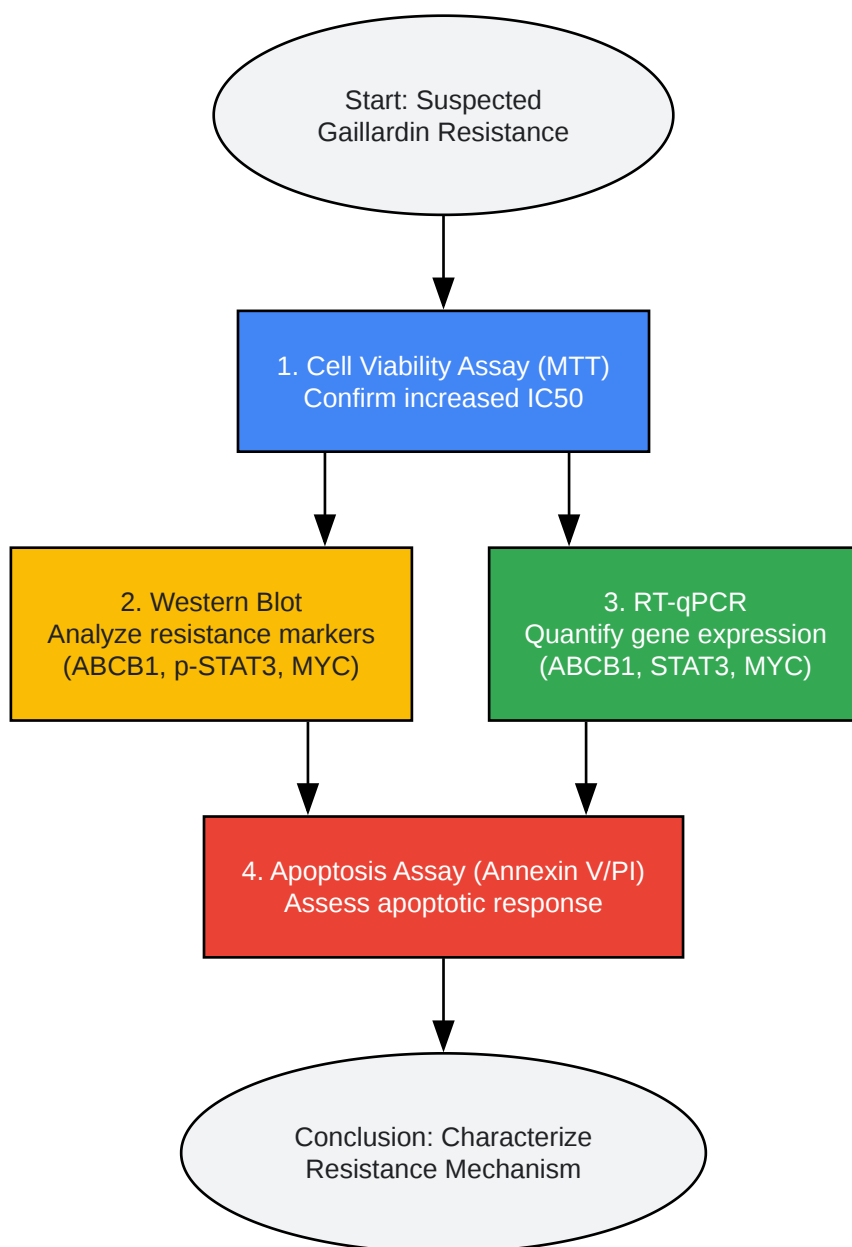 Start: Suspected
Gaillardin Resistance
1. Cell Viability Assay (MTT)
Confirm increased IC50
2. Western Blot
Analyze resistance markers
(ABCB1, p-STAT3, MYC)
3. RT-qPCR
Quantify gene expression
(ABCB1, STAT3, MYC)
4. Apoptosis Assay (Annexin V/PI)
Assess apoptotic response
Conclusion: Characterize
Resistance Mechanism